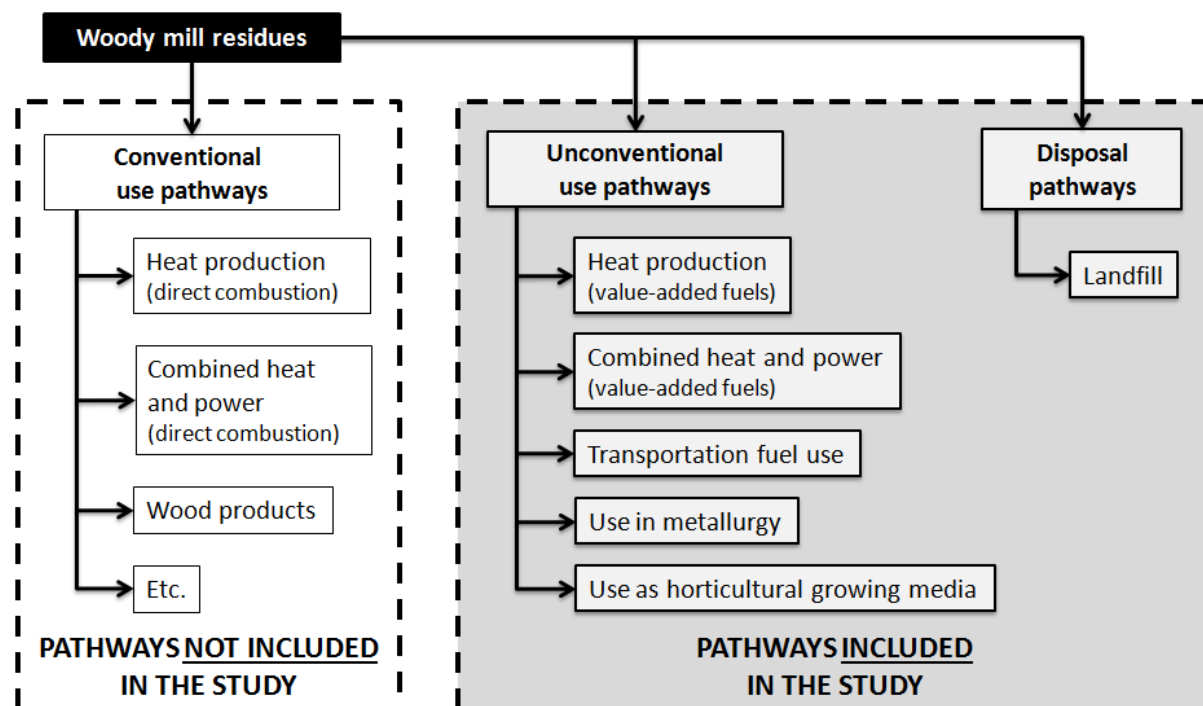 Woody mill residues
Conventional
use pathways
Heat production
(direct combustion)
Combined heat
and power
(direct combustion)
Wood products
Etc.
PATHWAYS NOT INCLUDED
IN THE STUDY
Unconventional
use pathways
Heat production
(value-added fuels)
Combined heat and power
(value-added fuels)
Transportation fuel use
Use in metallurgy
Use as horticultural growing media
Disposal
pathways
Landfill
PATHWAYS INCLUDED
IN THE STUDY